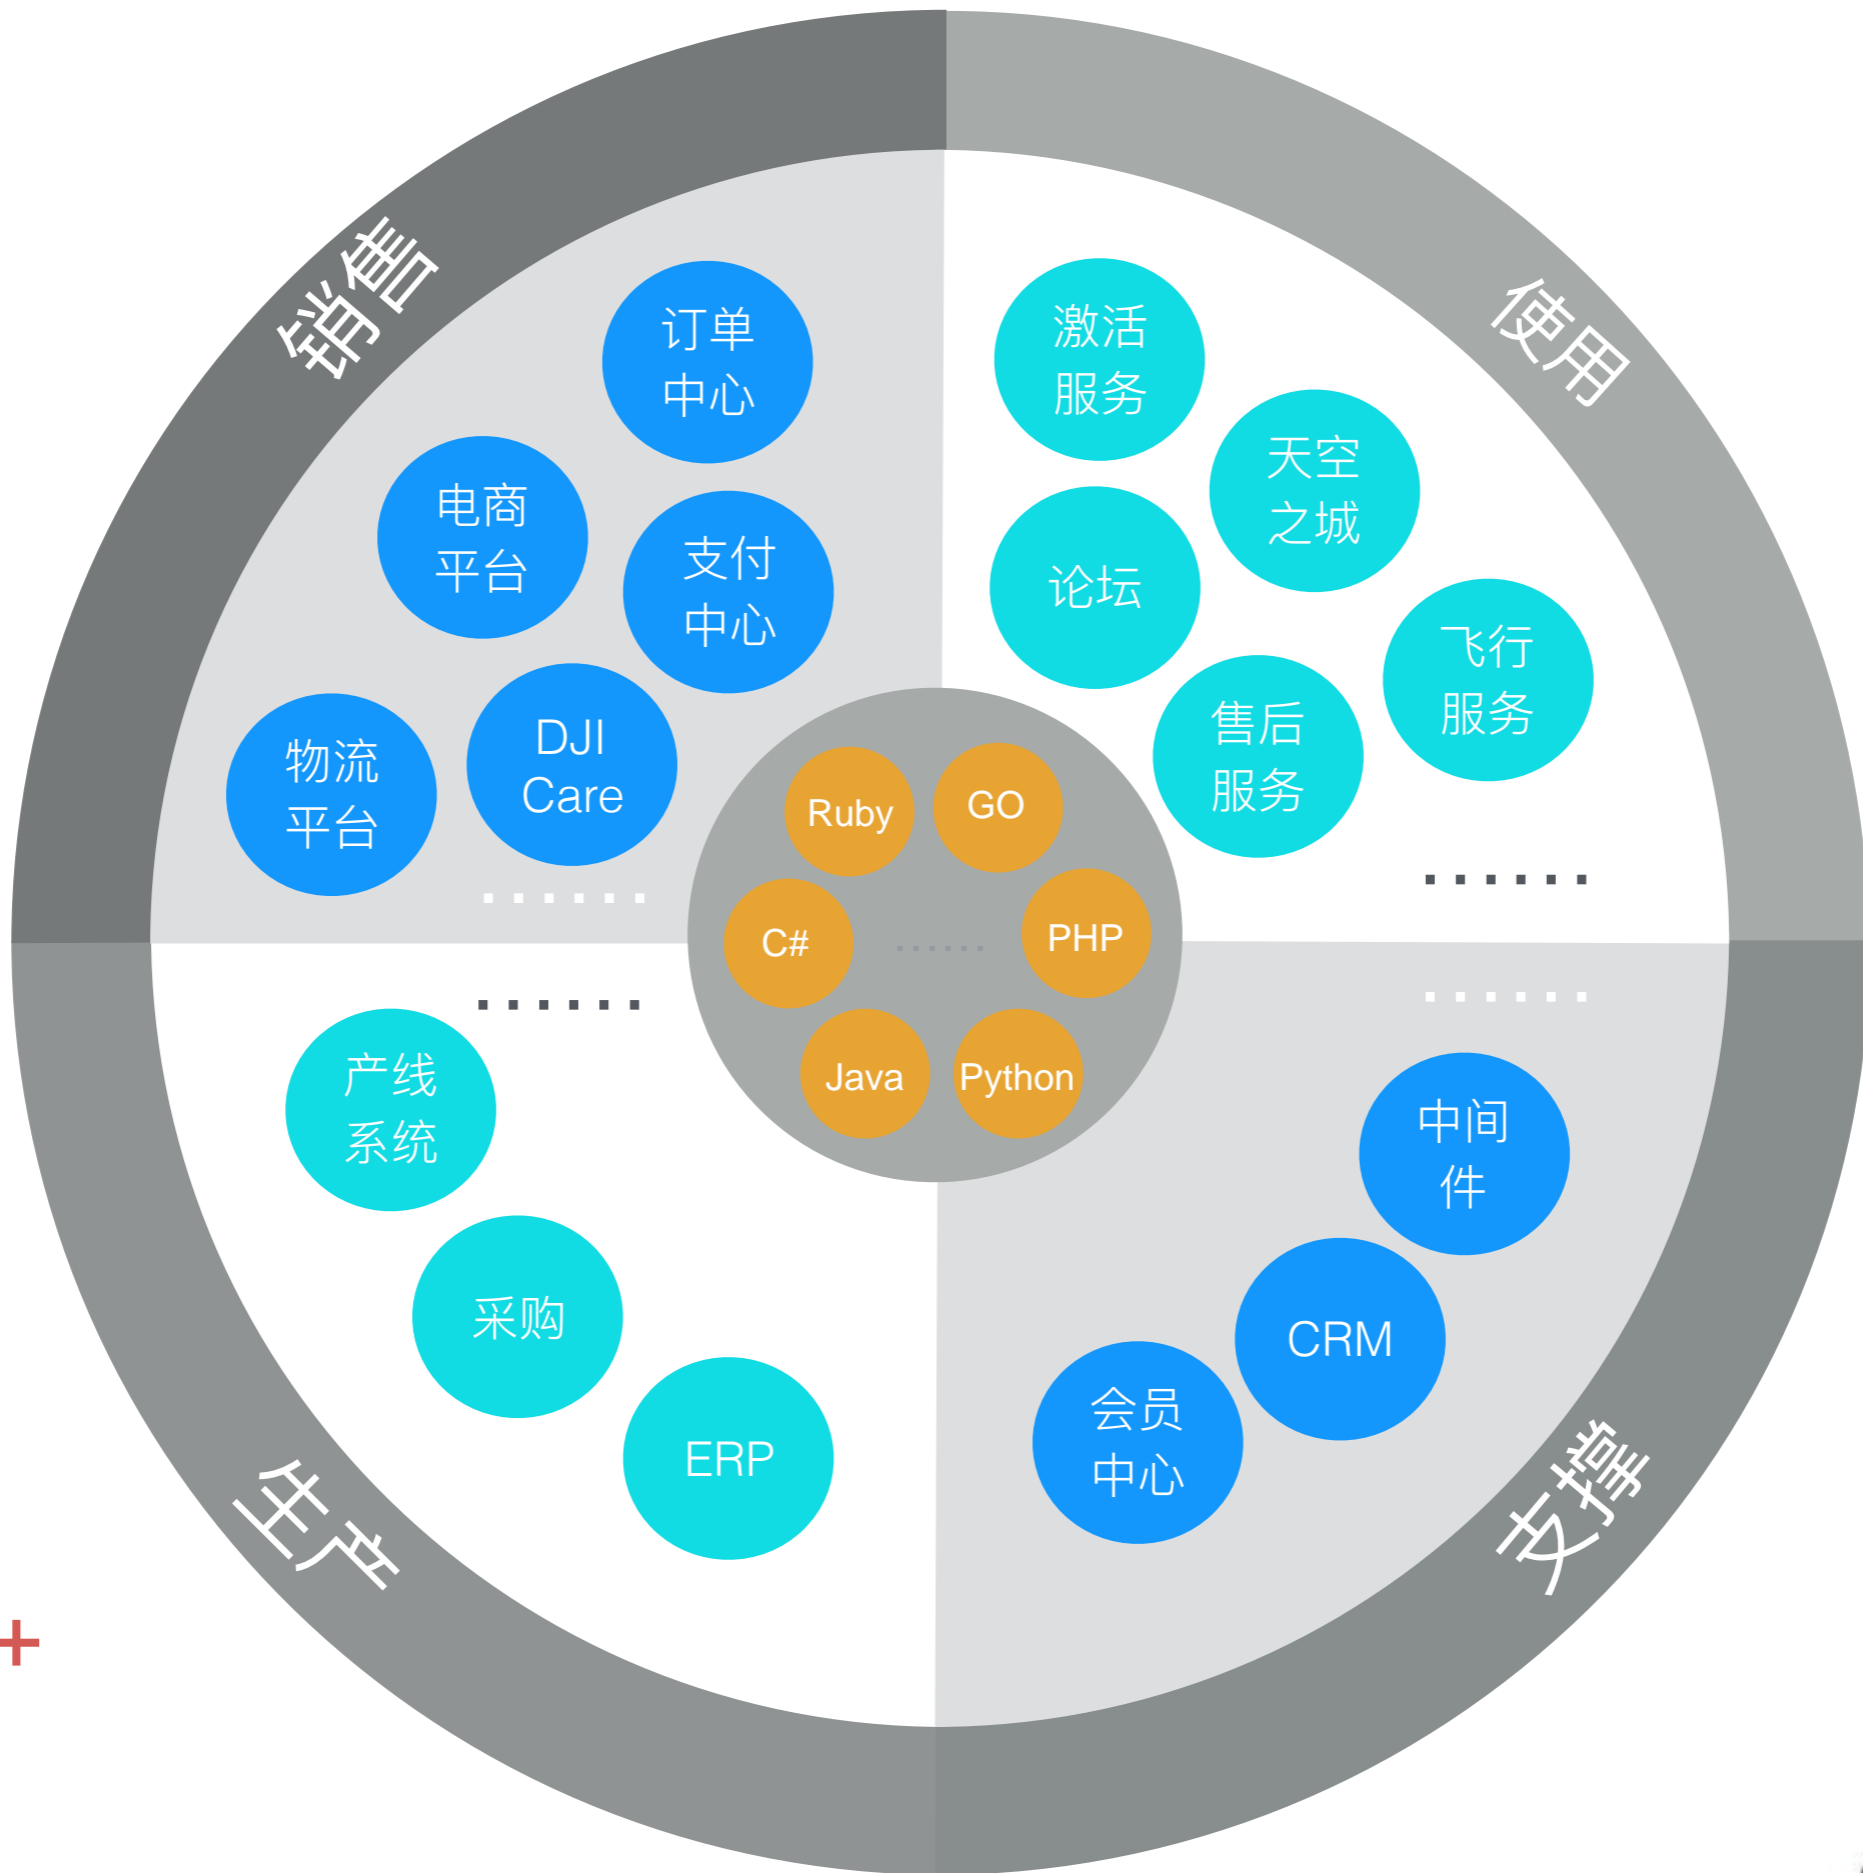 销售
订单
中心
电商
平台
支付
中心
物流
平台
DJI
Care
······
使用
激活
服务
天空
之城
论坛
飞行
服务
售后
服务
······
Ruby
GO
C#
······
PHP
Java
Python
生产
······
产线
系统
采购
ERP
支撑
······
中间
件
CRM
会员
中心
+